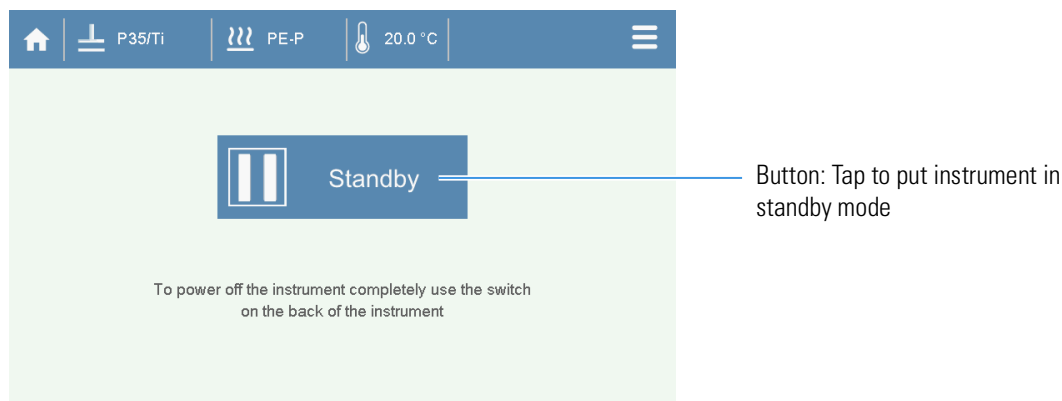 P35/Ti PE-P 20.0 °C
Standby
Button: Tap to put instrument in
standby mode
To power off the instrument completely use the switch
on the back of the instrument